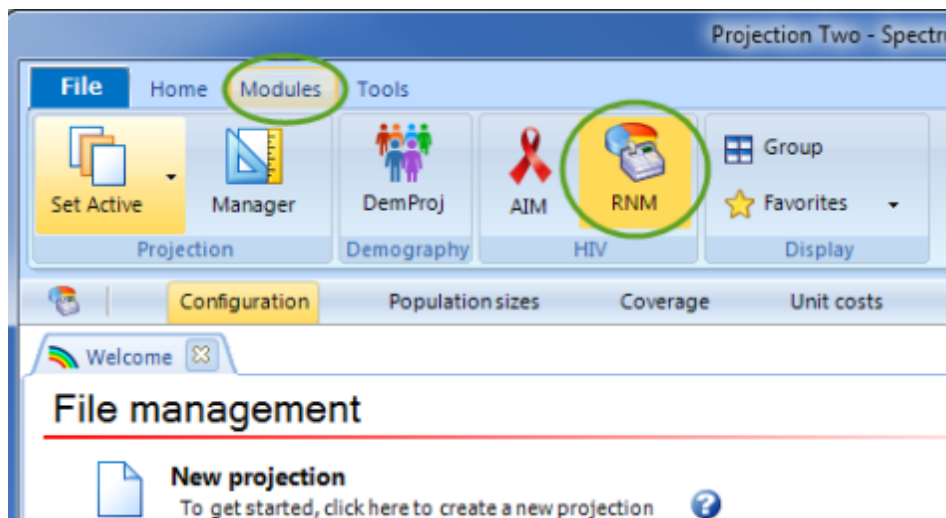 Projection Two - Spectr
File Home Modules Tools
Set Active Manager DemProj AIM RNM Group
Favorites
Projection Demography HIV Display
Configuration Population sizes Coverage Unit costs
Welcome
File management
New projection
To get started, click here to create a new projection